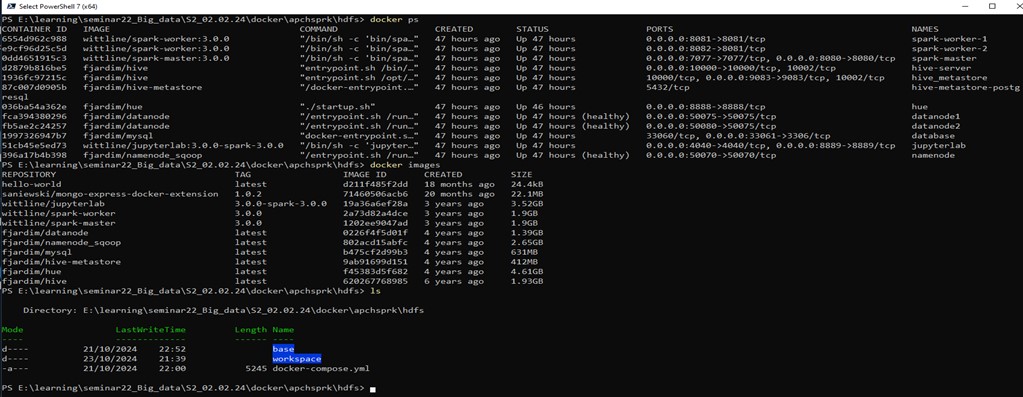 Select PowerShell 7 (x64)
PS E:\learning\seminar22_Big_data\S2_02.02.24\docker\apchsprk\hdfs> docker ps
CONTAINER ID IMAGE COMMAND CREATED STATUS PORTS NAMES
6554d962c988 wittline/spark-worker:3.0.0 "/bin/sh -c 'bin/spa…" 47 hours ago Up 47 hours 0.0.0.0:8081->8081/tcp spark-worker-1
e9cf96d25c5d wittline/spark-worker:3.0.0 "/bin/sh -c 'bin/spa…" 47 hours ago Up 47 hours 0.0.0.0:8082->8081/tcp spark-worker-2
0dd4651915c3 wittline/spark-master:3.0.0 "/bin/sh -c 'bin/spa…" 47 hours ago Up 47 hours 0.0.0.0:7077->7077/tcp, 0.0.0.0:8080->8080/tcp spark-master
d2879b816be5 fjardim/hive "entrypoint.sh /bin/…" 47 hours ago Up 47 hours 0.0.0.0:10000->10000/tcp, 10002/tcp hive-server
1936fc97215c fjardim/hive "entrypoint.sh /opt/…" 47 hours ago Up 47 hours 10000/tcp, 0.0.0.0:9083->9083/tcp, 10002/tcp hive_metastore
87c007d0905b fjardim/hive-metastore "/docker-entrypoint.…" 47 hours ago Up 47 hours 5432/tcp hive-metastore-postg
resql
036ba54a362e fjardim/hue "./startup.sh" 47 hours ago Up 46 hours 0.0.0.0:8888->8888/tcp hue
fca394380296 fjardim/datanode "/entrypoint.sh /run…" 47 hours ago Up 47 hours (healthy) 0.0.0.0:50075->50075/tcp datanode1
fb5ae2c24257 fjardim/datanode "/entrypoint.sh /run…" 47 hours ago Up 47 hours (healthy) 0.0.0.0:50080->50075/tcp datanode2
1997326947b7 fjardim/mysql "docker-entrypoint.s…" 47 hours ago Up 47 hours 33060/tcp, 0.0.0.0:33061->3306/tcp database
51cb45e5ed73 wittline/jupyterlab:3.0.0-spark-3.0.0 "/bin/sh -c 'jupyter…" 47 hours ago Up 47 hours 0.0.0.0:4040->4040/tcp, 0.0.0.0:8889->8889/tcp jupyterlab
396a17b4b398 fjardim/namenode_sqoop "/entrypoint.sh /run…" 47 hours ago Up 47 hours (healthy) 0.0.0.0:50070->50070/tcp namenode
PS E:\learning\seminar22_Big_data\S2_02.02.24\docker\apchsprk\hdfs> docker images
REPOSITORY TAG IMAGE ID CREATED SIZE
hello-world latest d211f485f2dd 18 months ago 24.4kB
saniewski/mongo-express-docker-extension 1.0.2 71460506acb6 20 months ago 22.1MB
wittline/jupyterlab 3.0.0-spark-3.0.0 19a36a6ef28a 3 years ago 3.52GB
wittline/spark-worker 3.0.0 2a73d82a4dce 3 years ago 1.9GB
wittline/spark-master 3.0.0 1202ee9047ad 3 years ago 1.9GB
fjardim/datanode latest 0226f4f5d01f 4 years ago 1.39GB
fjardim/namenode_sqoop latest 802acd15abfc 4 years ago 2.65GB
fjardim/mysql latest b475cf2d99b3 4 years ago 631MB
fjardim/hive-metastore latest 9ab91699d151 4 years ago 412MB
fjardim/hue latest f45383d5f682 4 years ago 4.61GB
fjardim/hive latest 620267768985 6 years ago 1.93GB
PS E:\learning\seminar22_Big_data\S2_02.02.24\docker\apchsprk\hdfs> ls
Directory: E:\learning\seminar22_Big_data\S2_02.02.24\docker\apchsprk\hdfs
Mode LastWriteTime Length Name
---- ------------- ------ ----
d---- 21/10/2024 22:52 base
d---- 23/10/2024 21:39 workspace
-a--- 21/10/2024 22:00 5245 docker-compose.yml
PS E:\learning\seminar22_Big_data\S2_02.02.24\docker\apchsprk\hdfs>